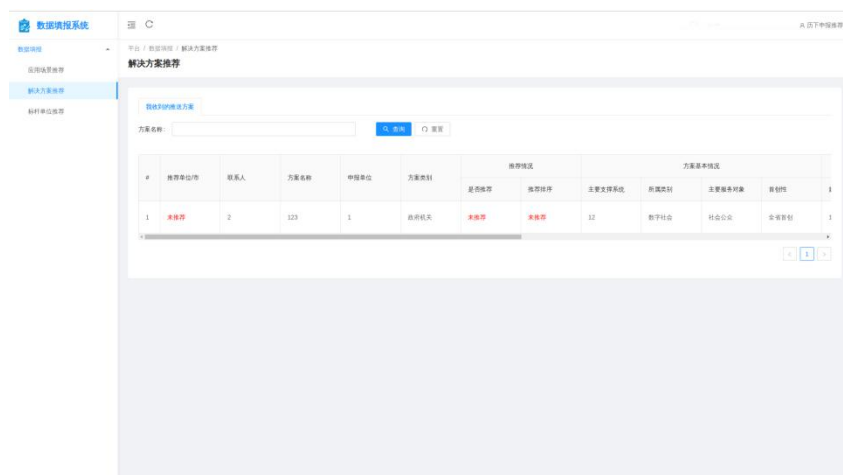 数据填报系统
历下申报推荐
数据填报
应用场景推荐
解决方案推荐
标杆单位推荐
平台 / 数据填报 / 解决方案推荐
解决方案推荐
我收到的推送方案
方案名称:
查询 重置
# 推荐单位/市 联系人 方案名称 申报单位 方案类别 推荐情况 方案基本情况
是否推荐 推荐排序 主要支撑系统 所属类别 主要服务对象 首创性
1 未推荐 2 123 1 政府机关 未推荐 未推荐 12 数字社会 社会公众 全省首创 1
< 1 >